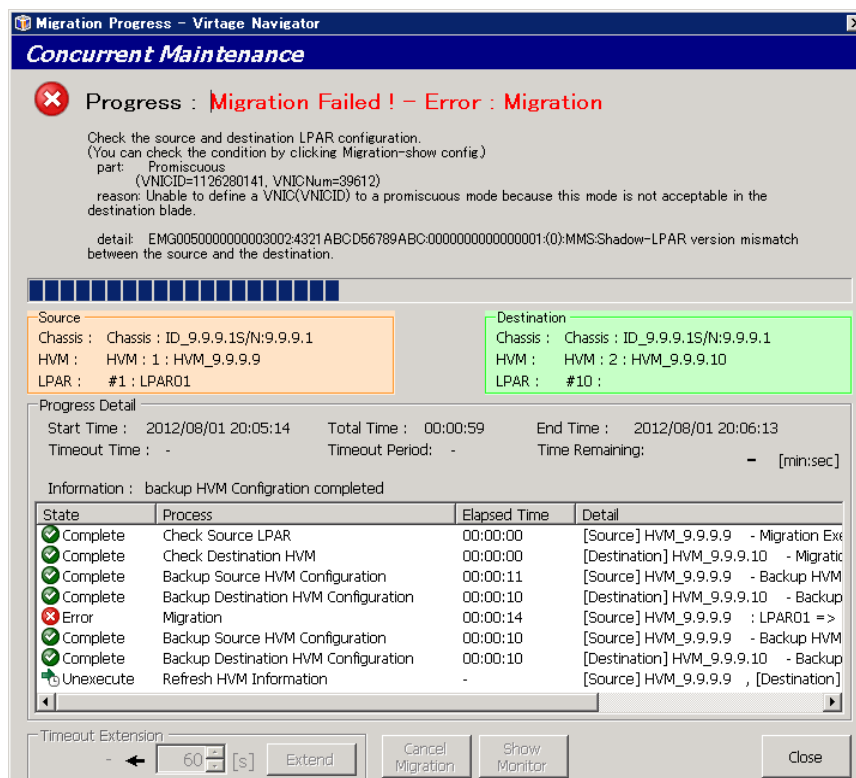 Migration Progress - Virtage Navigator
Concurrent Maintenance
Progress : Migration Failed ! - Error : Migration
Check the source and destination LPAR configuration.
(You can check the condition by clicking Migration-show config.)
part: Promiscuous
(VNICID=1126280141, VNICNum=39612)
reason: Unable to define a VNIC(VNICID) to a promiscuous mode because this mode is not acceptable in the
destination blade.
detail: EMG0050000000003002:4321ABCD56789ABC:0000000000000001:(0):MMS:Shadow-LPAR version mismatch
between the source and the destination.
Source
Chassis : Chassis : ID_9.9.9.1S/N:9.9.9.1
HVM : HVM : 1 : HVM_9.9.9.9
LPAR : #1 : LPAR01
Destination
Chassis : Chassis : ID_9.9.9.1S/N:9.9.9.1
HVM : HVM : 2 : HVM_9.9.9.10
LPAR : #10 :
Progress Detail
Start Time : 2012/08/01 20:05:14 Total Time : 00:00:59 End Time : 2012/08/01 20:06:13
Timeout Time : - Timeout Period: - Time Remaining: - [min:sec]
Information : backup HVM Configration completed
State Process Elapsed Time Detail
Complete Check Source LPAR 00:00:00 [Source] HVM_9.9.9.9 - Migration Exe
Complete Check Destination HVM 00:00:00 [Destination] HVM_9.9.9.10 - Migratic
Complete Backup Source HVM Configuration 00:00:11 [Source] HVM_9.9.9.9 - Backup HVM
Complete Backup Destination HVM Configuration 00:00:10 [Destination] HVM_9.9.9.10 - Backup
Error Migration 00:00:14 [Source] HVM_9.9.9.9 : LPAR01 =>
Complete Backup Source HVM Configuration 00:00:10 [Source] HVM_9.9.9.9 - Backup HVM
Complete Backup Destination HVM Configuration 00:00:10 [Destination] HVM_9.9.9.10 - Backup
Unexecute Refresh HVM Information - [Source] HVM_9.9.9.9 , [Destination]
Timeout Extension
- 60 [s] Extend
Cancel
Migration
Show
Monitor
Close